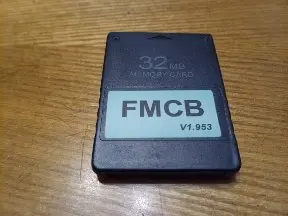 32 MB
MEMORY CARD
FMCB
V1.953